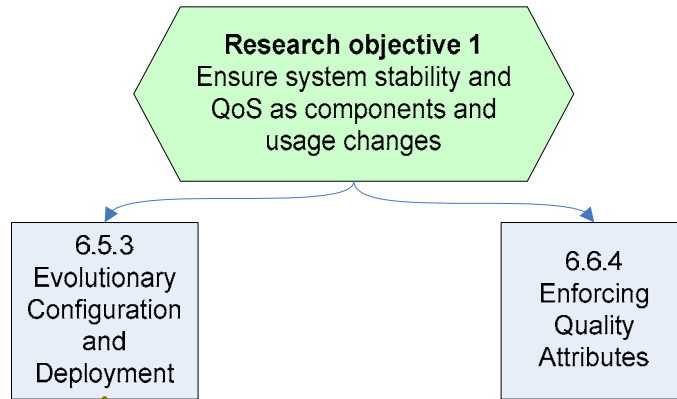 Research objective 1
Ensure system stability and
QoS as components and
usage changes
6.5.3
Evolutionary
Configuration
and
Deployment
6.6.4
Enforcing
Quality
Attributes